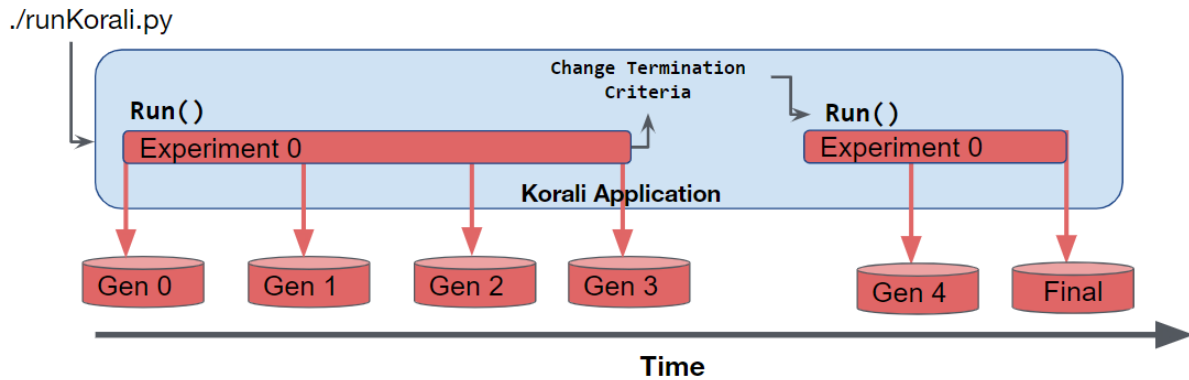 ./runKorali.py
Change Termination
Criteria
Run()
Run()
Experiment 0
Experiment 0
Korali Application
Gen 0
Gen 1
Gen 2
Gen 3
Gen 4
Final
Time